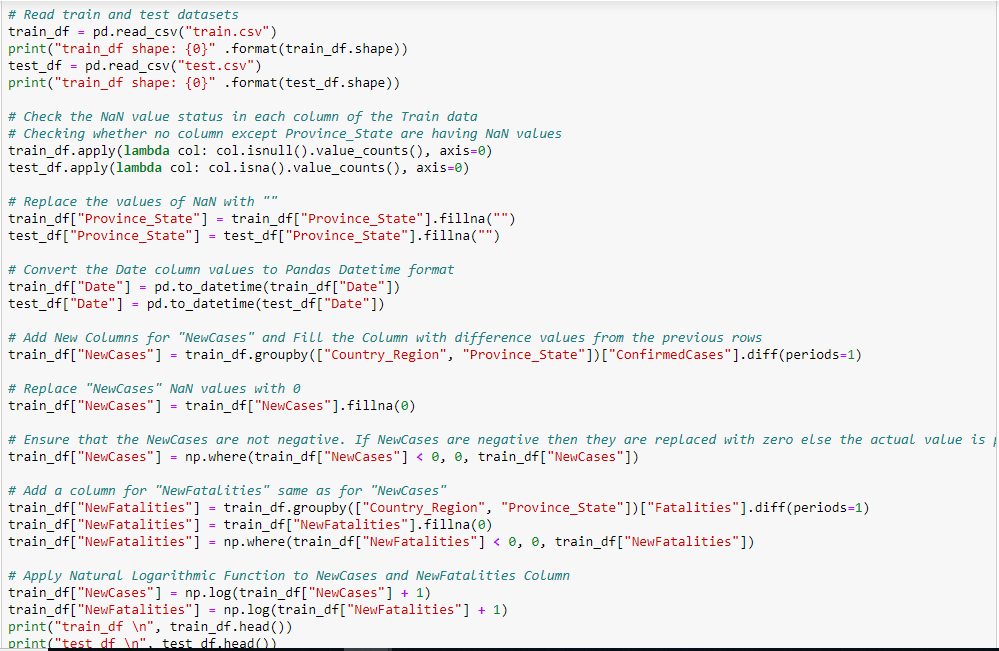 # Read train and test datasets
train_df = pd.read_csv("train.csv")
print("train_df shape: {0}" .format(train_df.shape))
test_df = pd.read_csv("test.csv")
print("train_df shape: {0}" .format(test_df.shape))
# Check the NaN value status in each column of the Train data
# Checking whether no column except Province_State are having NaN values
train_df.apply(lambda col: col.isnull().value_counts(), axis=0)
test_df.apply(lambda col: col.isna().value_counts(), axis=0)
# Replace the values of NaN with ""
train_df["Province_State"] = train_df["Province_State"].fillna("")
test_df["Province_State"] = test_df["Province_State"].fillna("")
# Convert the Date column values to Pandas Datetime format
train_df["Date"] = pd.to_datetime(train_df["Date"])
test_df["Date"] = pd.to_datetime(test_df["Date"])
# Add New Columns for "NewCases" and Fill the Column with difference values from the previous rows
train_df["NewCases"] = train_df.groupby(["Country_Region", "Province_State"])["ConfirmedCases"].diff(periods=1)
# Replace "NewCases" NaN values with 0
train_df["NewCases"] = train_df["NewCases"].fillna(0)
# Ensure that the NewCases are not negative. If NewCases are negative then they are replaced with zero else the actual value is
train_df["NewCases"] = np.where(train_df["NewCases"] < 0, 0, train_df["NewCases"])
# Add a column for "NewFatalities" same as for "NewCases"
train_df["NewFatalities"] = train_df.groupby(["Country_Region", "Province_State"])["Fatalities"].diff(periods=1)
train_df["NewFatalities"] = train_df["NewFatalities"].fillna(0)
train_df["NewFatalities"] = np.where(train_df["NewFatalities"] < 0, 0, train_df["NewFatalities"])
# Apply Natural Logarithmic Function to NewCases and NewFatalities Column
train_df["NewCases"] = np.log(train_df["NewCases"] + 1)
train_df["NewFatalities"] = np.log(train_df["NewFatalities"] + 1)
print("train_df \n", train_df.head())
print("test_df \n", test_df.head())